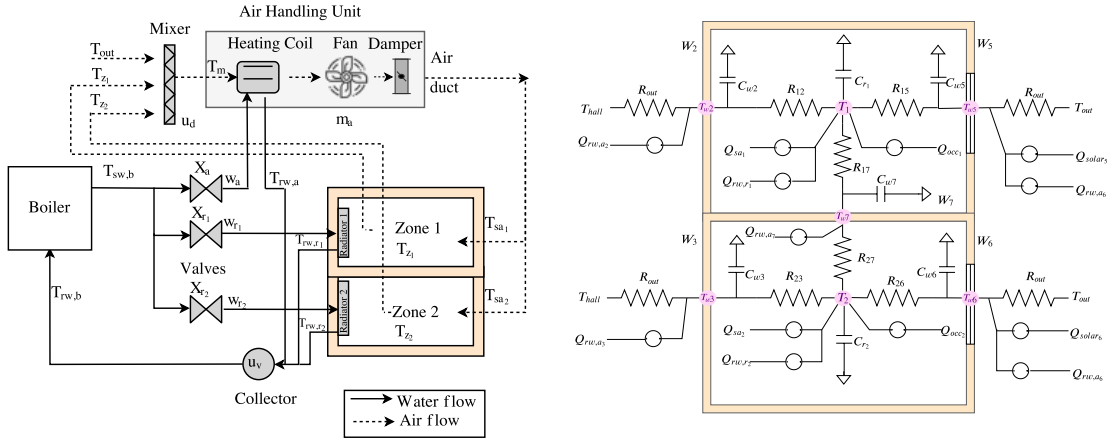 Air Handling Unit
Mixer
Heating Coil Fan Damper
T_out
T_z1
T_z2
T_m
Air
duct
u_d
m_a
T_sw,b
Boiler
X_a
w_a
T_rw,a
X_r1
w_r1
Valves
X_r2
w_r2
T_rw,b
T_rw,r1
T_rw,r2
Radiator 1
Zone 1
T_z1
T_sa1
Radiator 2
Zone 2
T_z2
T_sa2
u_v
Collector
Water flow
Air flow
W_2
W_5
C_w2
C_r1
C_w5
R_out
R_12
R_15
R_out
T_hall
T_w2
T_1
T_w5
T_out
Q_rw,a2
Q_sa1
Q_occ1
Q_solar5
Q_rw,r1
R_17
Q_rw,a6
C_w7
W_7
T_w7
W_3
Q_rw,a7
W_6
C_w3
R_27
C_w6
R_out
R_23
R_26
R_out
T_hall
T_w3
T_2
T_w6
T_out
Q_rw,a3
Q_sa2
Q_occ2
Q_solar6
Q_rw,r2
C_r2
Q_rw,a6